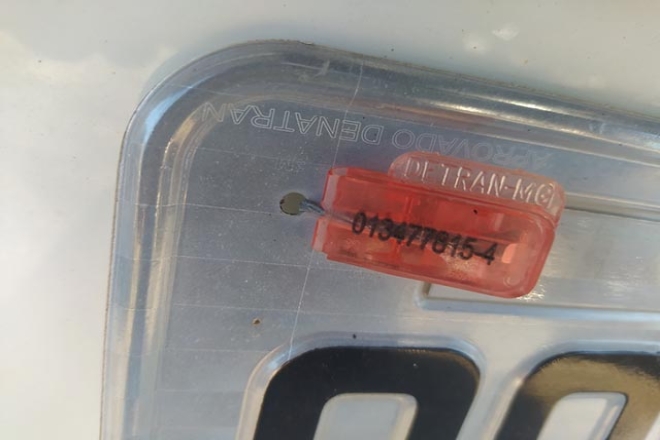 APROVADO DENATRAN
DETRAN-MG
013477815-4